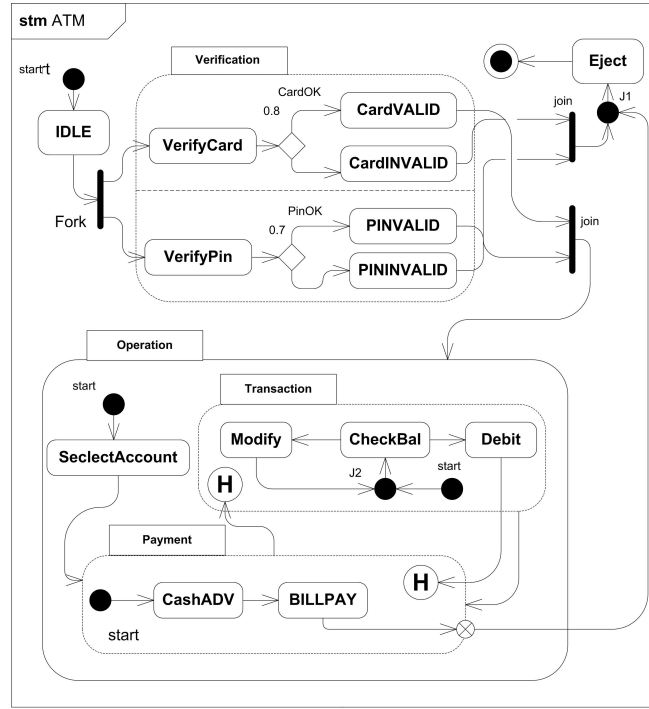 stm ATM
start
rt
Verification
IDLE
Fork
VerifyCard
CardOK
0.8
CardVALID
CardINVALID
VerifyPin
PinOK
0.7
PINVALID
PININVALID
Eject
J1
join
join
Operation
start
SeclectAccount
Transaction
Modify
CheckBal
Debit
J2
start
H
Payment
H
CashADV
BILLPAY
start